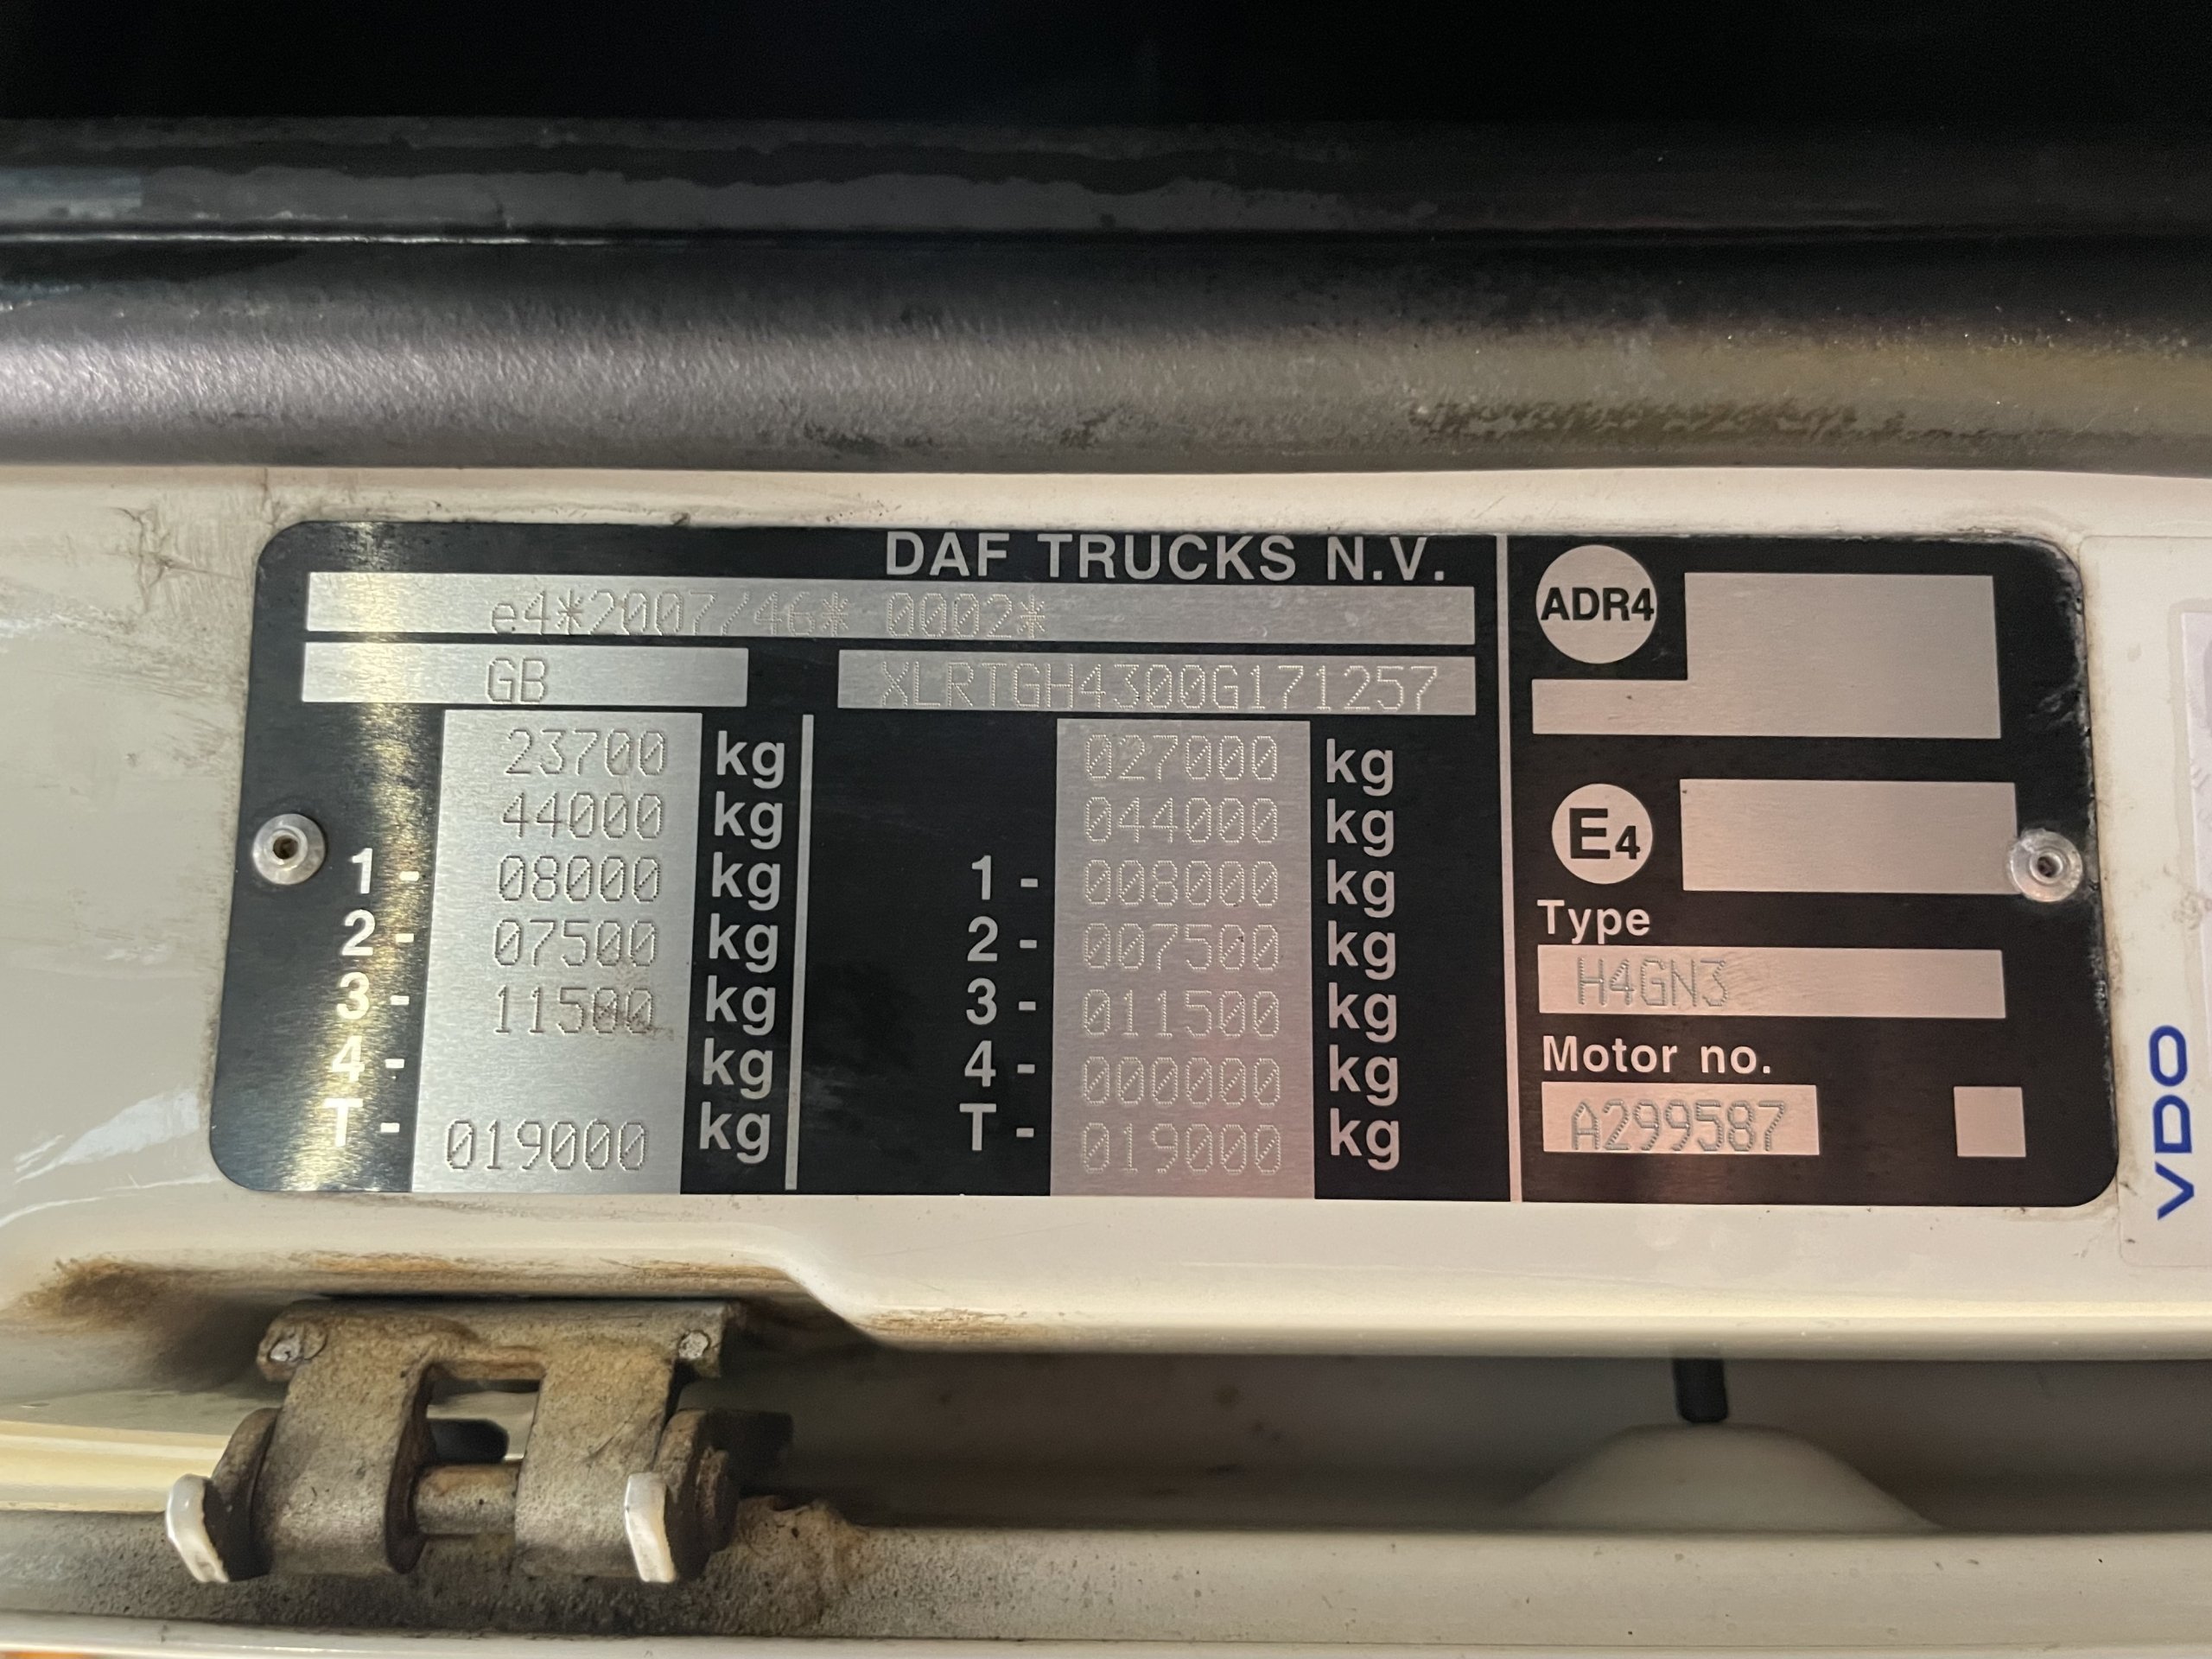 DAF TRUCKS N.V.
e4*2007/46* 0002*
GB XLRTGH4300G171257
23700 kg 027000 kg
44000 kg 044000 kg
1- 08000 kg 1- 008000 kg
2- 07500 kg 2- 007500 kg
3- 11500 kg 3- 011500 kg
4- kg 4- 000000 kg
T- 019000 kg T- 019000 kg
ADR4
E4
Type
H4GN3
Motor no.
A299587
VDO